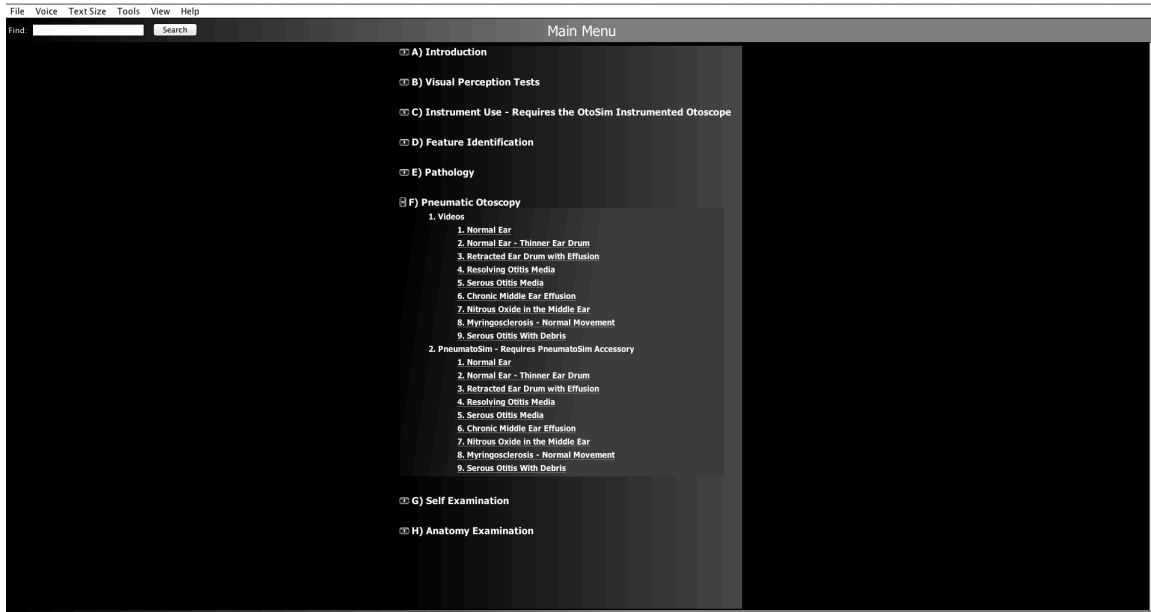 File Voice Text Size Tools View Help
Find: Search Main Menu
A) Introduction
B) Visual Perception Tests
C) Instrument Use - Requires the OtoSim Instrumented Otoscope
D) Feature Identification
E) Pathology
F) Pneumatic Otoscopy
1. Videos
1. Normal Ear
2. Normal Ear - Thinner Ear Drum
3. Retracted Ear Drum with Effusion
4. Resolving Otitis Media
5. Serous Otitis Media
6. Chronic Middle Ear Effusion
7. Nitrous Oxide in the Middle Ear
8. Myringosclerosis - Normal Movement
9. Serous Otitis With Debris
2. PneumatoSim - Requires PneumatoSim Accessory
1. Normal Ear
2. Normal Ear - Thinner Ear Drum
3. Retracted Ear Drum with Effusion
4. Resolving Otitis Media
5. Serous Otitis Media
6. Chronic Middle Ear Effusion
7. Nitrous Oxide in the Middle Ear
8. Myringosclerosis - Normal Movement
9. Serous Otitis With Debris
G) Self Examination
H) Anatomy Examination